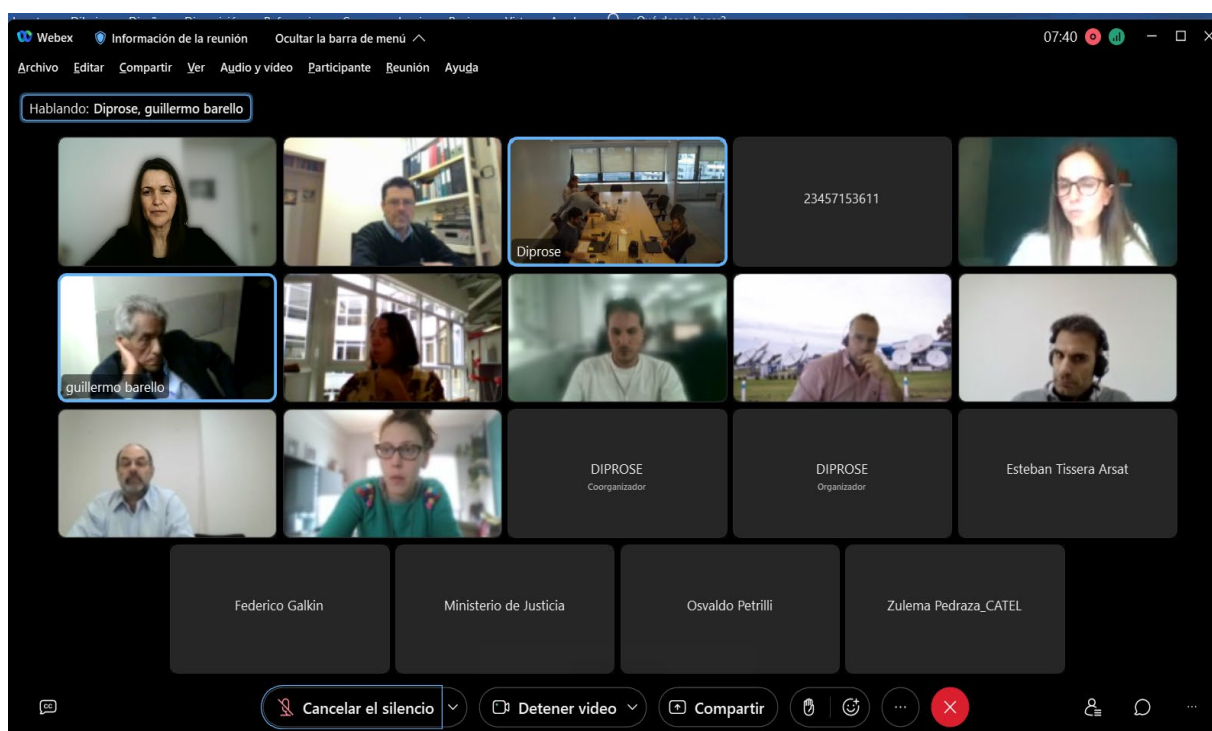 Webex Información de la reunión Ocultar la barra de menú 07:40
Archivo Editar Compartir Ver Audio y video Participante Reunión Ayuda
Hablando: Diprose, guillermo barello
Diprose
23457153611
guillermo barello
DIPROSE
Coorganizador
DIPROSE
Organizador
Esteban Tissera Arsat
Federico Galkin
Ministerio de Justicia
Osvaldo Petrilli
Zulema Pedraza_CATEL
CC
Cancelar el silencio
Detener video
Compartir